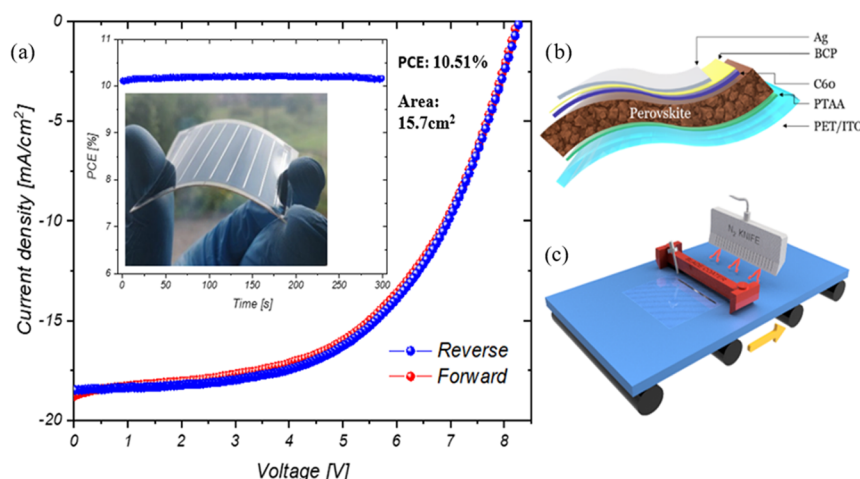 (a)
0
-5
-10
-15
-20
Current density [mA/cm²]
0 1 2 3 4 5 6 7 8
Voltage [V]
PCE: 10.51%
Area:
15.7cm²
11
10
9
8
7
6
PCE [%]
0 50 100 150 200 250 300
Time [s]
Reverse
Forward
(b)
Ag
BCP
C60
PTAA
PET/ITO
Perovskite
(c)
N₂ KNIFE